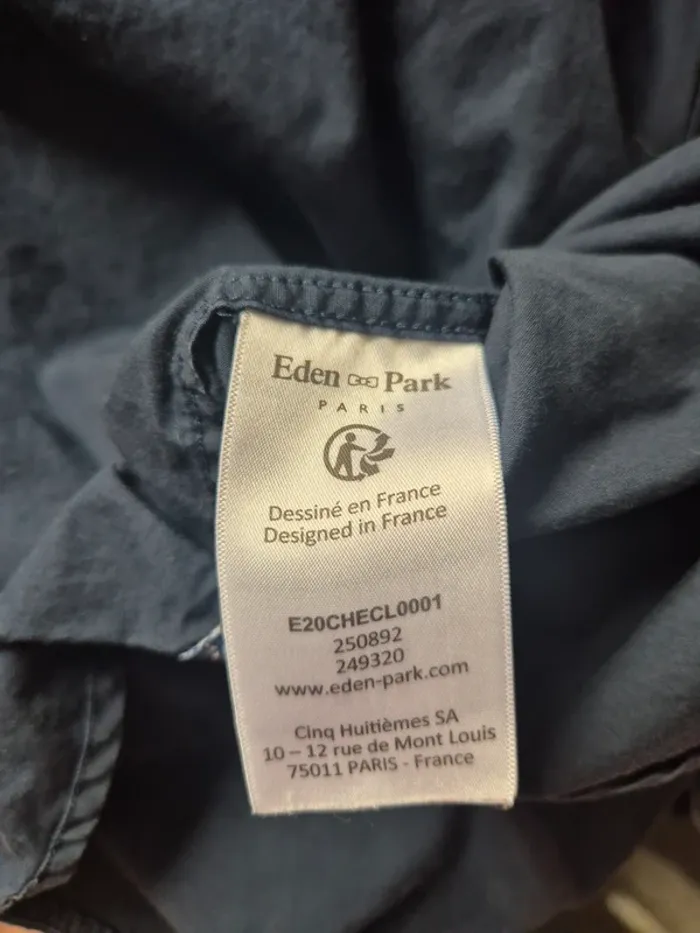 Eden Park
PARIS
Dessiné en France
Designed in France
E20CHECL0001
250892
249320
www.eden-park.com
Cinq Huitièmes SA
10 – 12 rue de Mont Louis
75011 PARIS - France